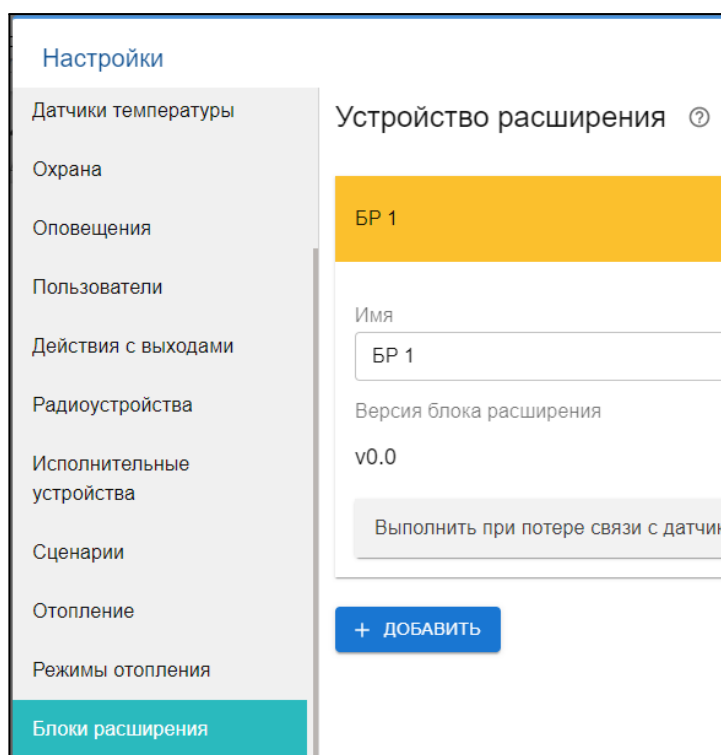 Настройки
Датчики температуры
Охрана
Оповещения
Пользователи
Действия с выходами
Радиоустройства
Исполнительные
устройства
Сценарии
Отопление
Режимы отопления
Блоки расширения
Устройство расширения ?
БР 1
Имя
БР 1
Версия блока расширения
v0.0
Выполнить при потере связи с
+ ДОБАВИТЬ